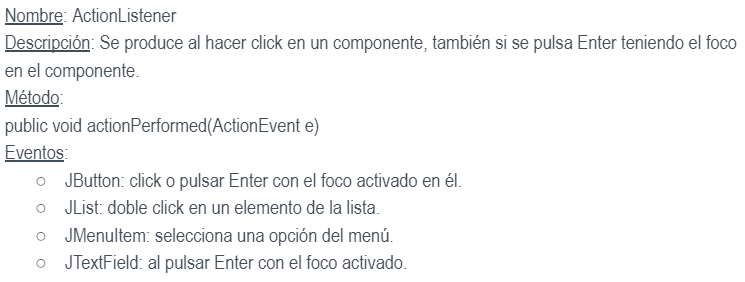 Nombre: ActionListener
Descripción: Se produce al hacer click en un componente, también si se pulsa Enter teniendo el foco
en el componente.
Método:
public void actionPerformed(ActionEvent e)
Eventos:
○ JButton: click o pulsar Enter con el foco activado en él.
○ JList: doble click en un elemento de la lista.
○ JMenuItem: selecciona una opción del menú.
○ JTextField: al pulsar Enter con el foco activado.